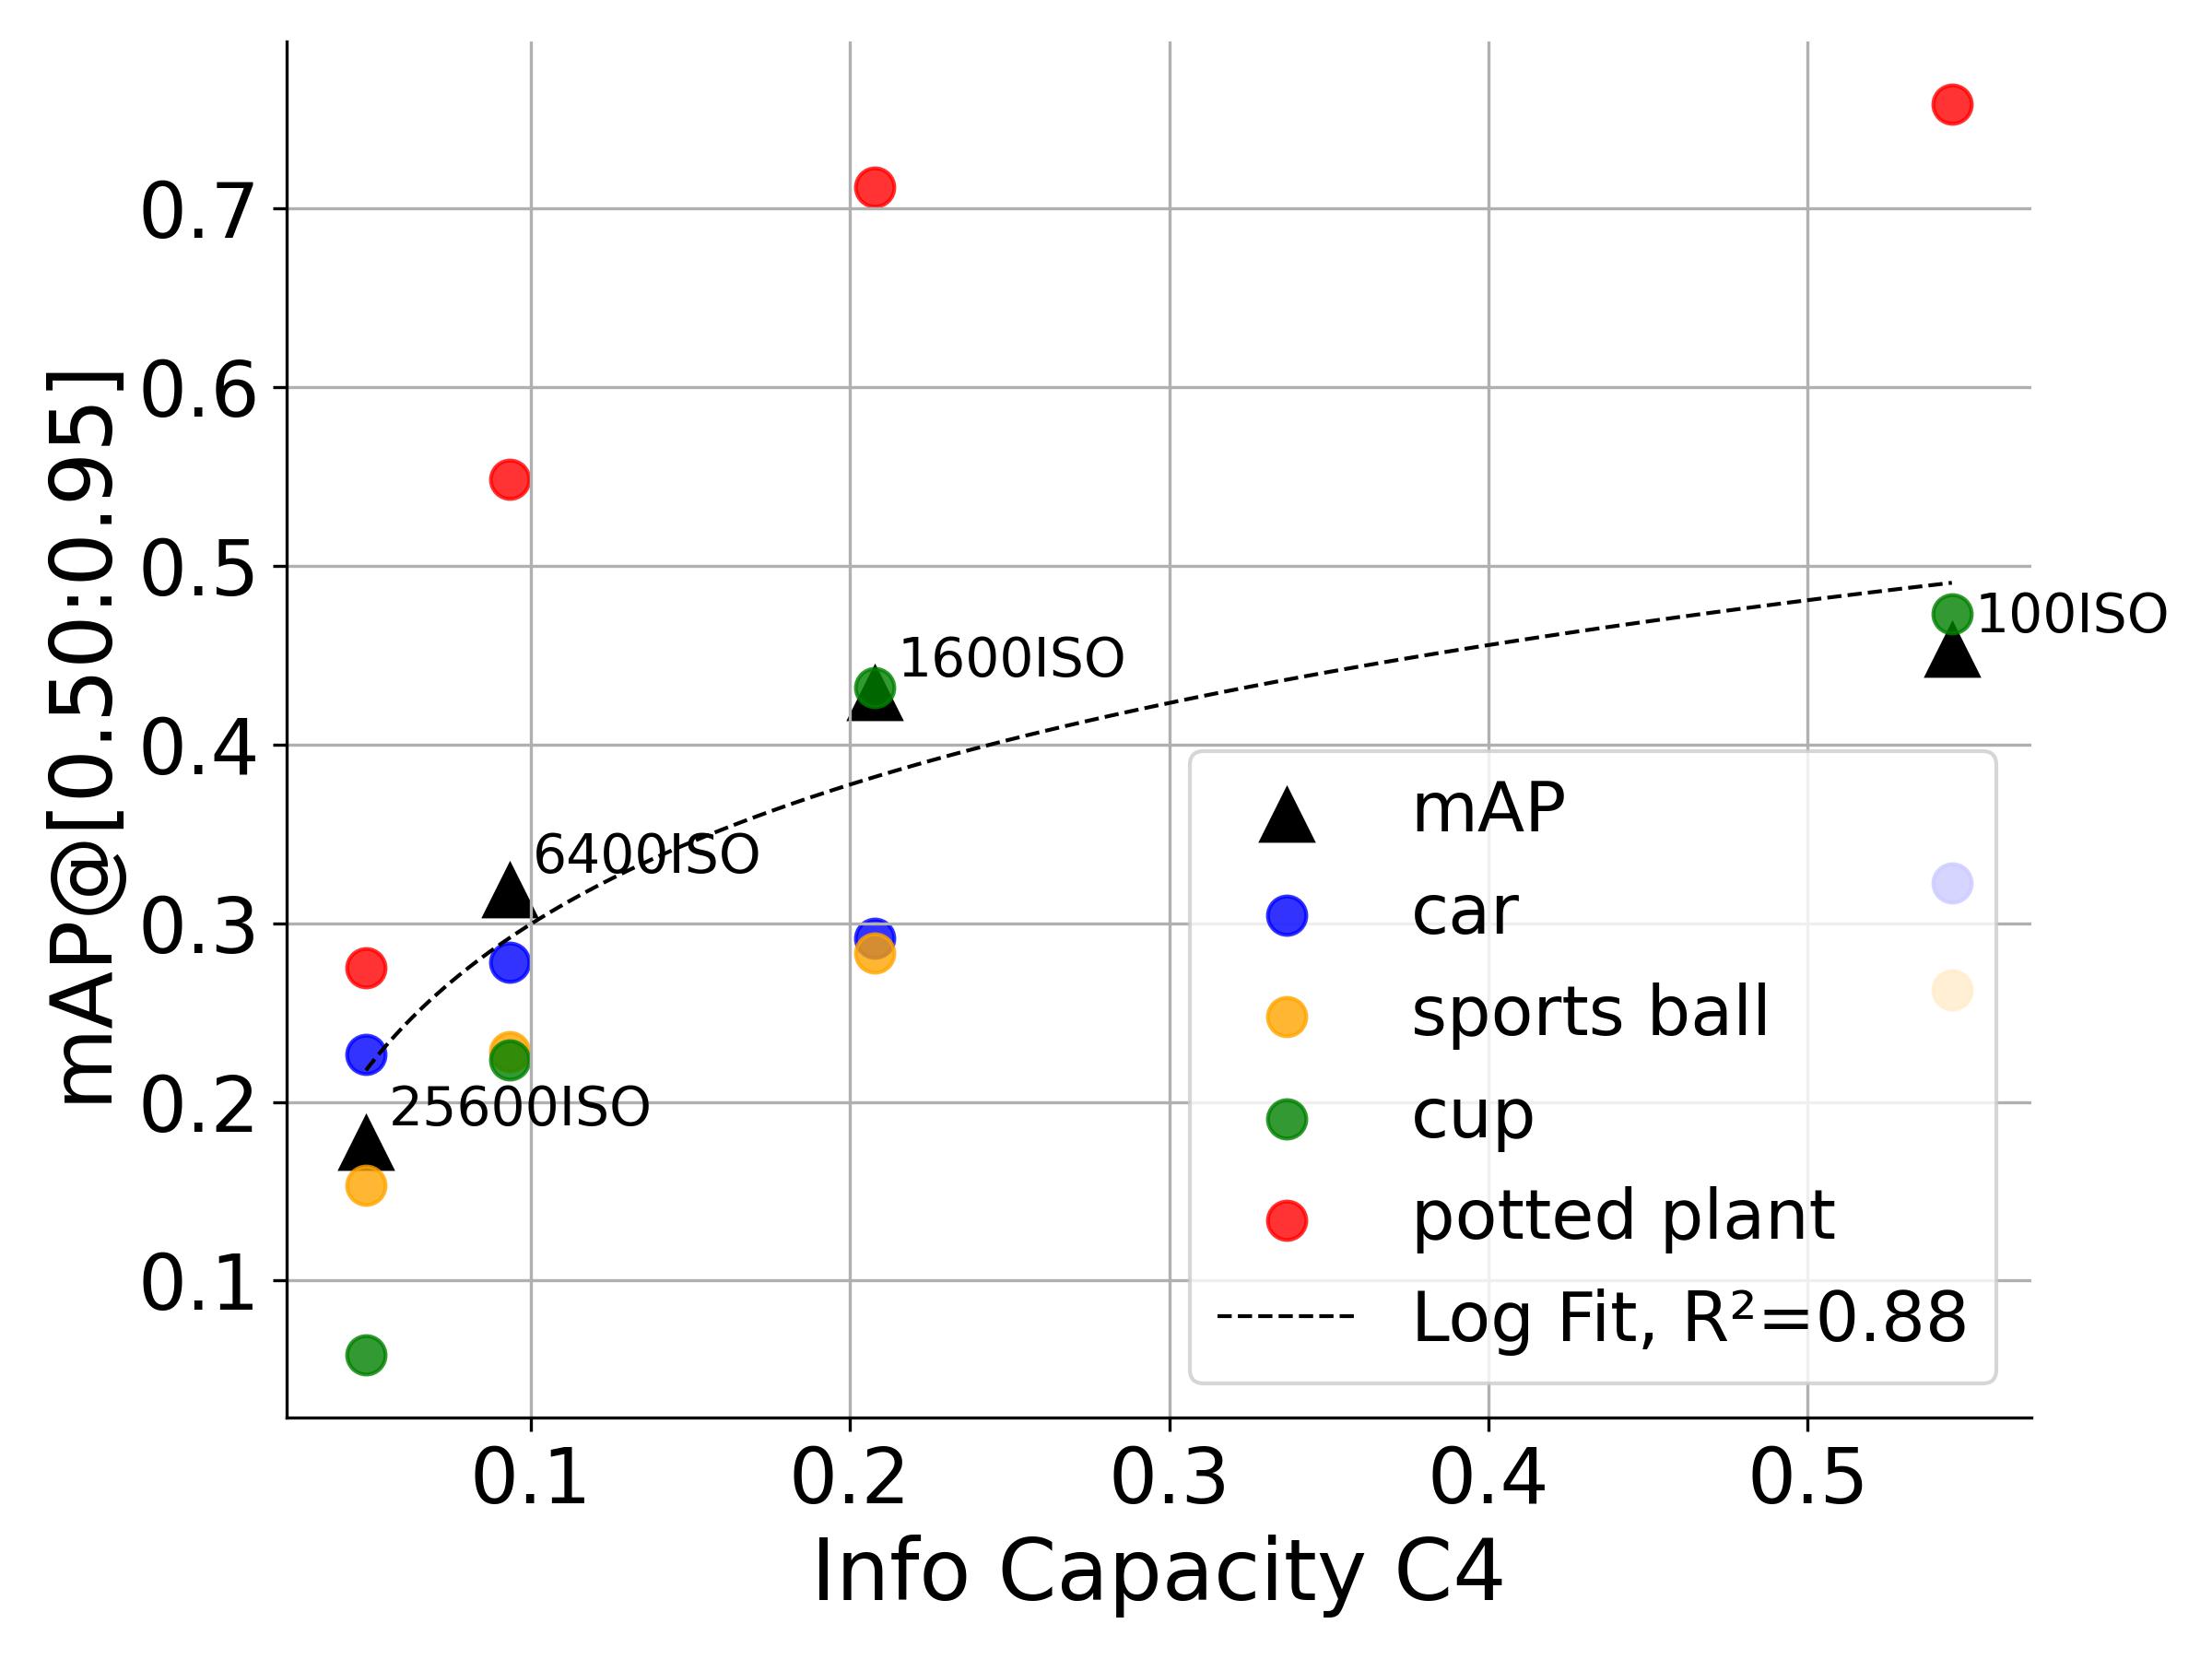 mAP@[0.50:0.95]
0.7
0.6
0.5
0.4
0.3
0.2
0.1
100ISO
1600ISO
6400ISO
25600ISO
mAP
car
sports ball
cup
potted plant
Log Fit, R²=0.88
0.1 0.2 0.3 0.4 0.5
Info Capacity C4